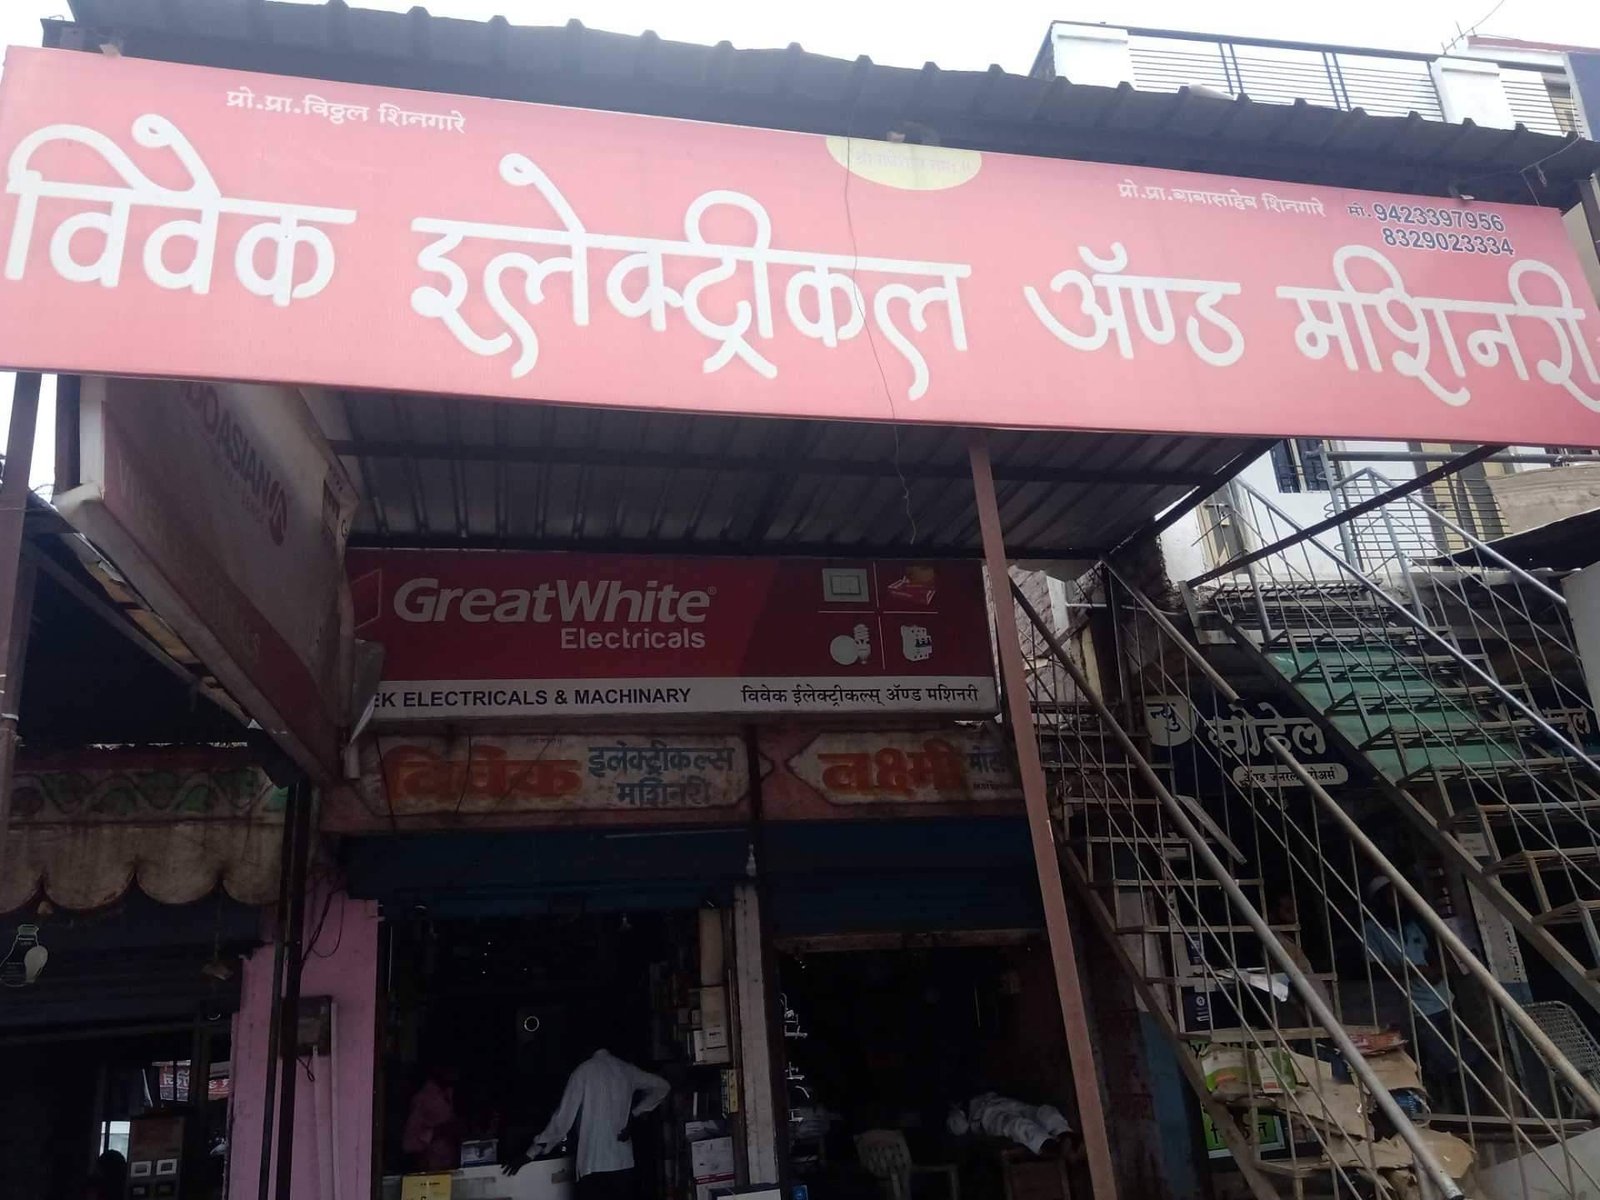 प्रो.प्रा.विठ्ठल शिनगारे
प्रो.प्रा.बाबासाहेब शिनगारे
मो. 9423397956
8329023334
विवेक इलेक्ट्रीकल ॲण्ड मशिनरी
GreatWhite®
Electricals
EK ELECTRICALS & MACHINARY
विवेक ईलेक्ट्रीकल्स् ॲण्ड मशिनरी
विवेक
इलेक्ट्रीकल्स
मशिनरी
लक्ष्मी
न्यु
मोहेल